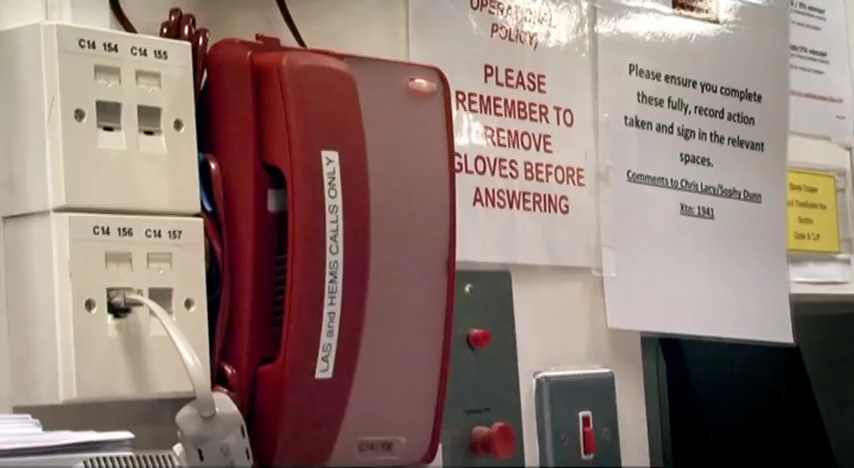 C14 154 C14 155
C14 156 C14 157
LAS and HEMS CALLS ONLY
OPERATIONAL
POLICY)
PLEASE
REMEMBER TO
REMOVE
GLOVES BEFORE
ANSWERING
Please ensure you complete
these fully, record action
taken and sign in the relevant
spaces.
Comments to Chris Lacy/Sophy Dunn
Xtn: 1941